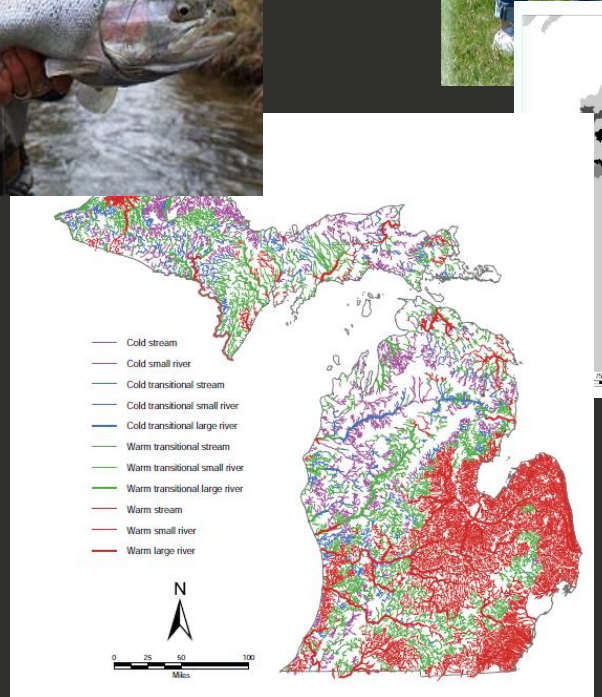 Cold stream
Cold small river
Cold transitional stream
Cold transitional small river
Cold transitional large river
Warm transitional stream
Warm transitional small river
Warm transitional large river
Warm stream
Warm small river
Warm large river
N
0 25 50 100
Miles